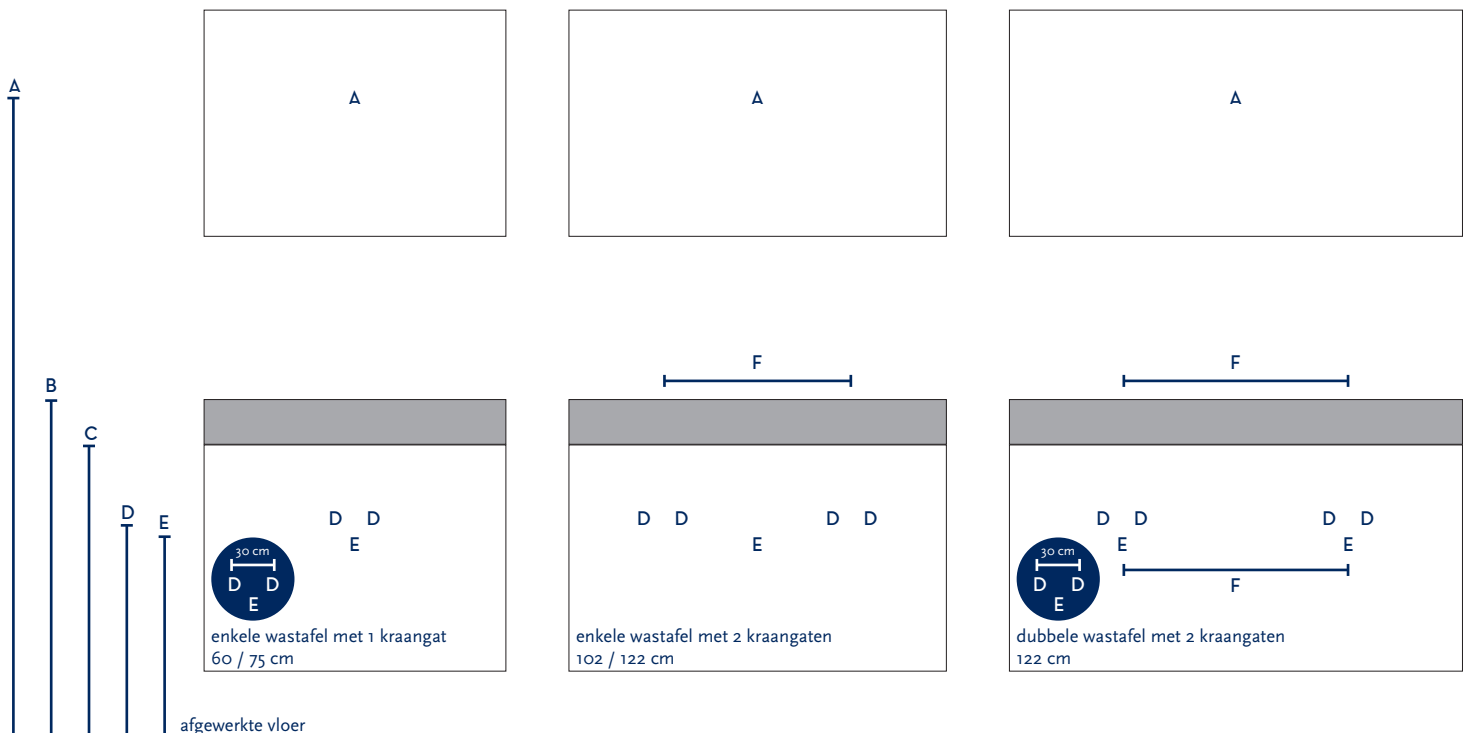 A
A
A
A
B
C
D
E
F
F
D D
E
30 cm
D D
E
enkele wastafel met 1 kraangat
60 / 75 cm
D D D D
E
enkele wastafel met 2 kraangaten
102 / 122 cm
D D D D
E E
F
30 cm
D D
E
dubbele wastafel met 2 kraangaten
122 cm
afgewerkte vloer